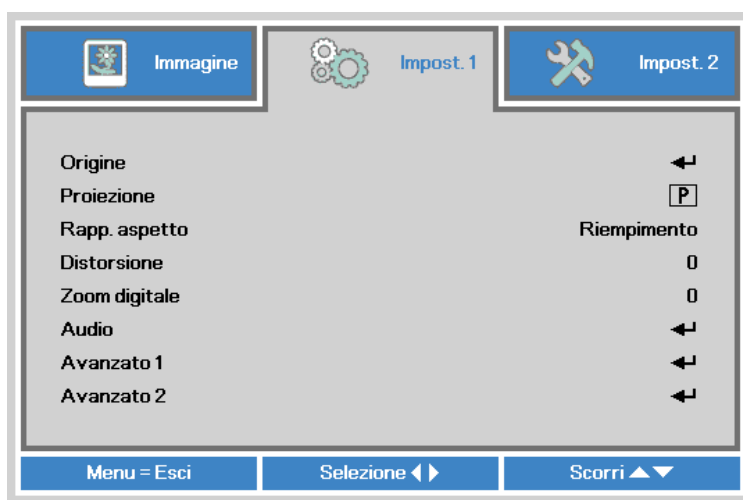 Immagine Impost. 1 Impost. 2
Origine
Proiezione P
Rapp. aspetto Riempimento
Distorsione 0
Zoom digitale 0
Audio
Avanzato 1
Avanzato 2
Menu = Esci Selezione Scorri